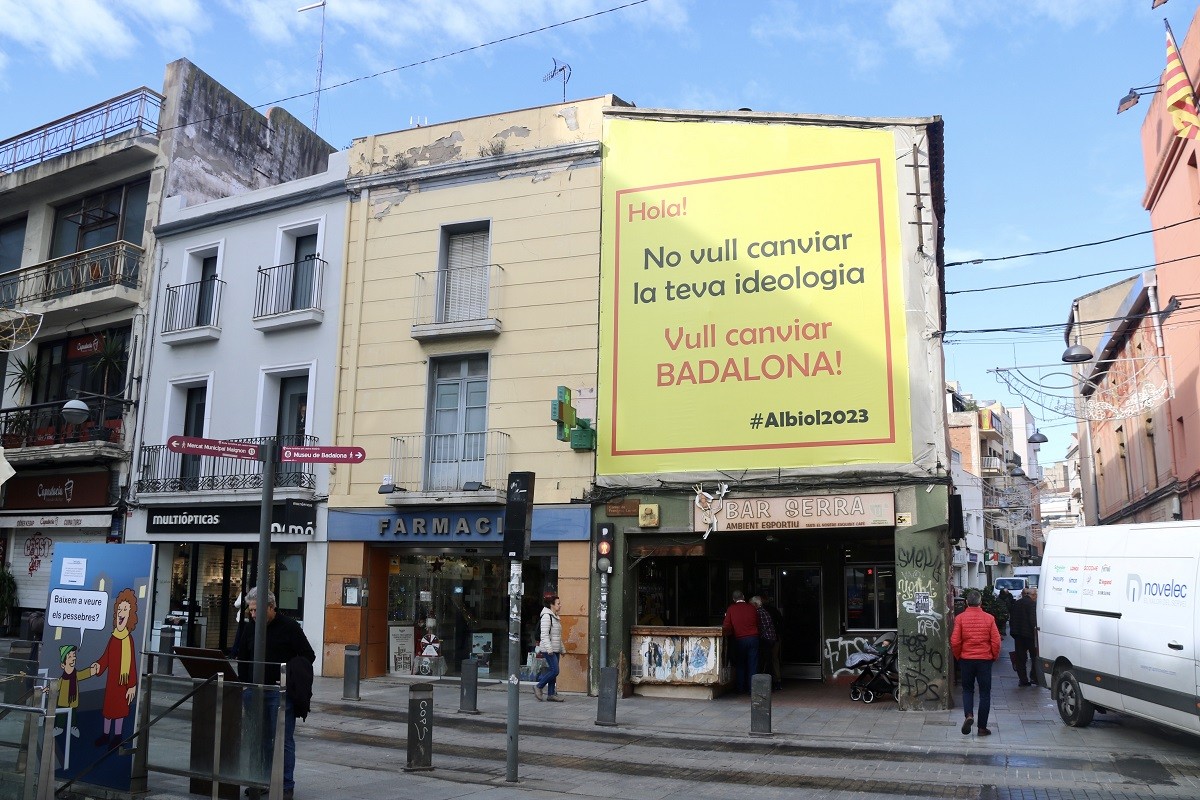 Hola!
No vull canviar
la teva ideologia
Vull canviar
BADALONA!
#Albiol2023
Mercat Municipal Maignon
Museu de Badalona
MULTIÓPTICAS
FARMACI
BAR SERRA
AMBIENT ESPORTIU
Baixem a veure
els pessebres?
novelec
COPS